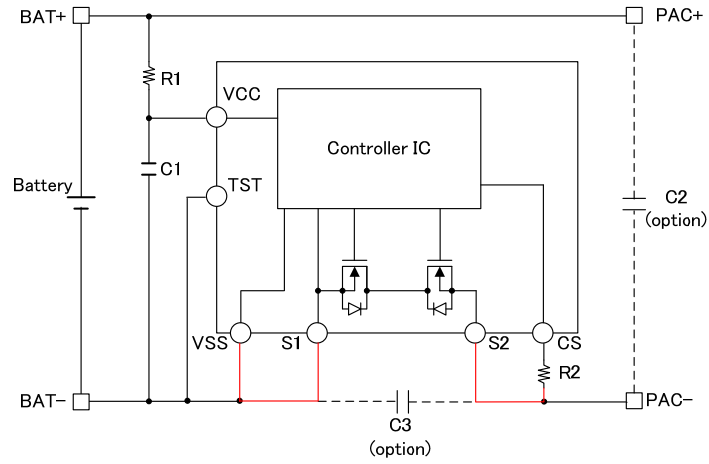 BAT+
PAC+
R1
VCC
Controller IC
C1
TST
Battery
C2
(option)
VSS
S1
S2
CS
R2
BAT-
PAC-
C3
(option)